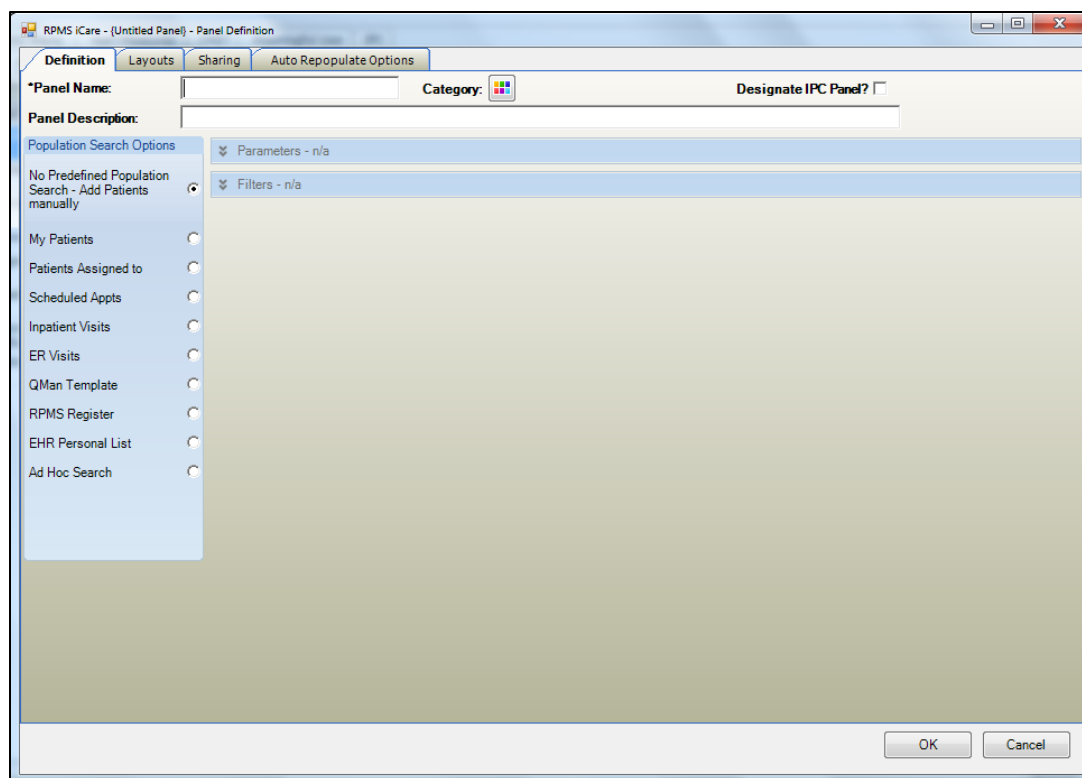 RPMS iCare - {Untitled Panel} - Panel Definition
Definition Layouts Sharing Auto Repopulate Options
*Panel Name: Category: Designate IPC Panel?
Panel Description:
Population Search Options
Parameters - n/a
No Predefined Population
Search - Add Patients
manually
Filters - n/a
My Patients
Patients Assigned to
Scheduled Appts
Inpatient Visits
ER Visits
QMan Template
RPMS Register
EHR Personal List
Ad Hoc Search
OK Cancel